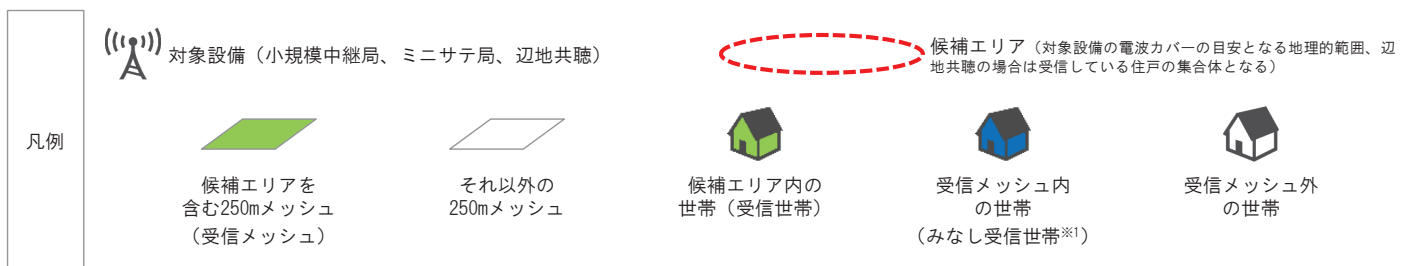 凡例
対象設備（小規模中継局、ミニサテ局、辺地共聴）
候補エリア（対象設備の電波カバーの目安となる地理的範囲、辺
地共聴の場合は受信している住戸の集合体となる）
候補エリアを
含む250mメッシュ
（受信メッシュ）
それ以外の
250mメッシュ
候補エリア内の
世帯（受信世帯）
受信メッシュ内
の世帯
（みなし受信世帯※1）
受信メッシュ外
の世帯